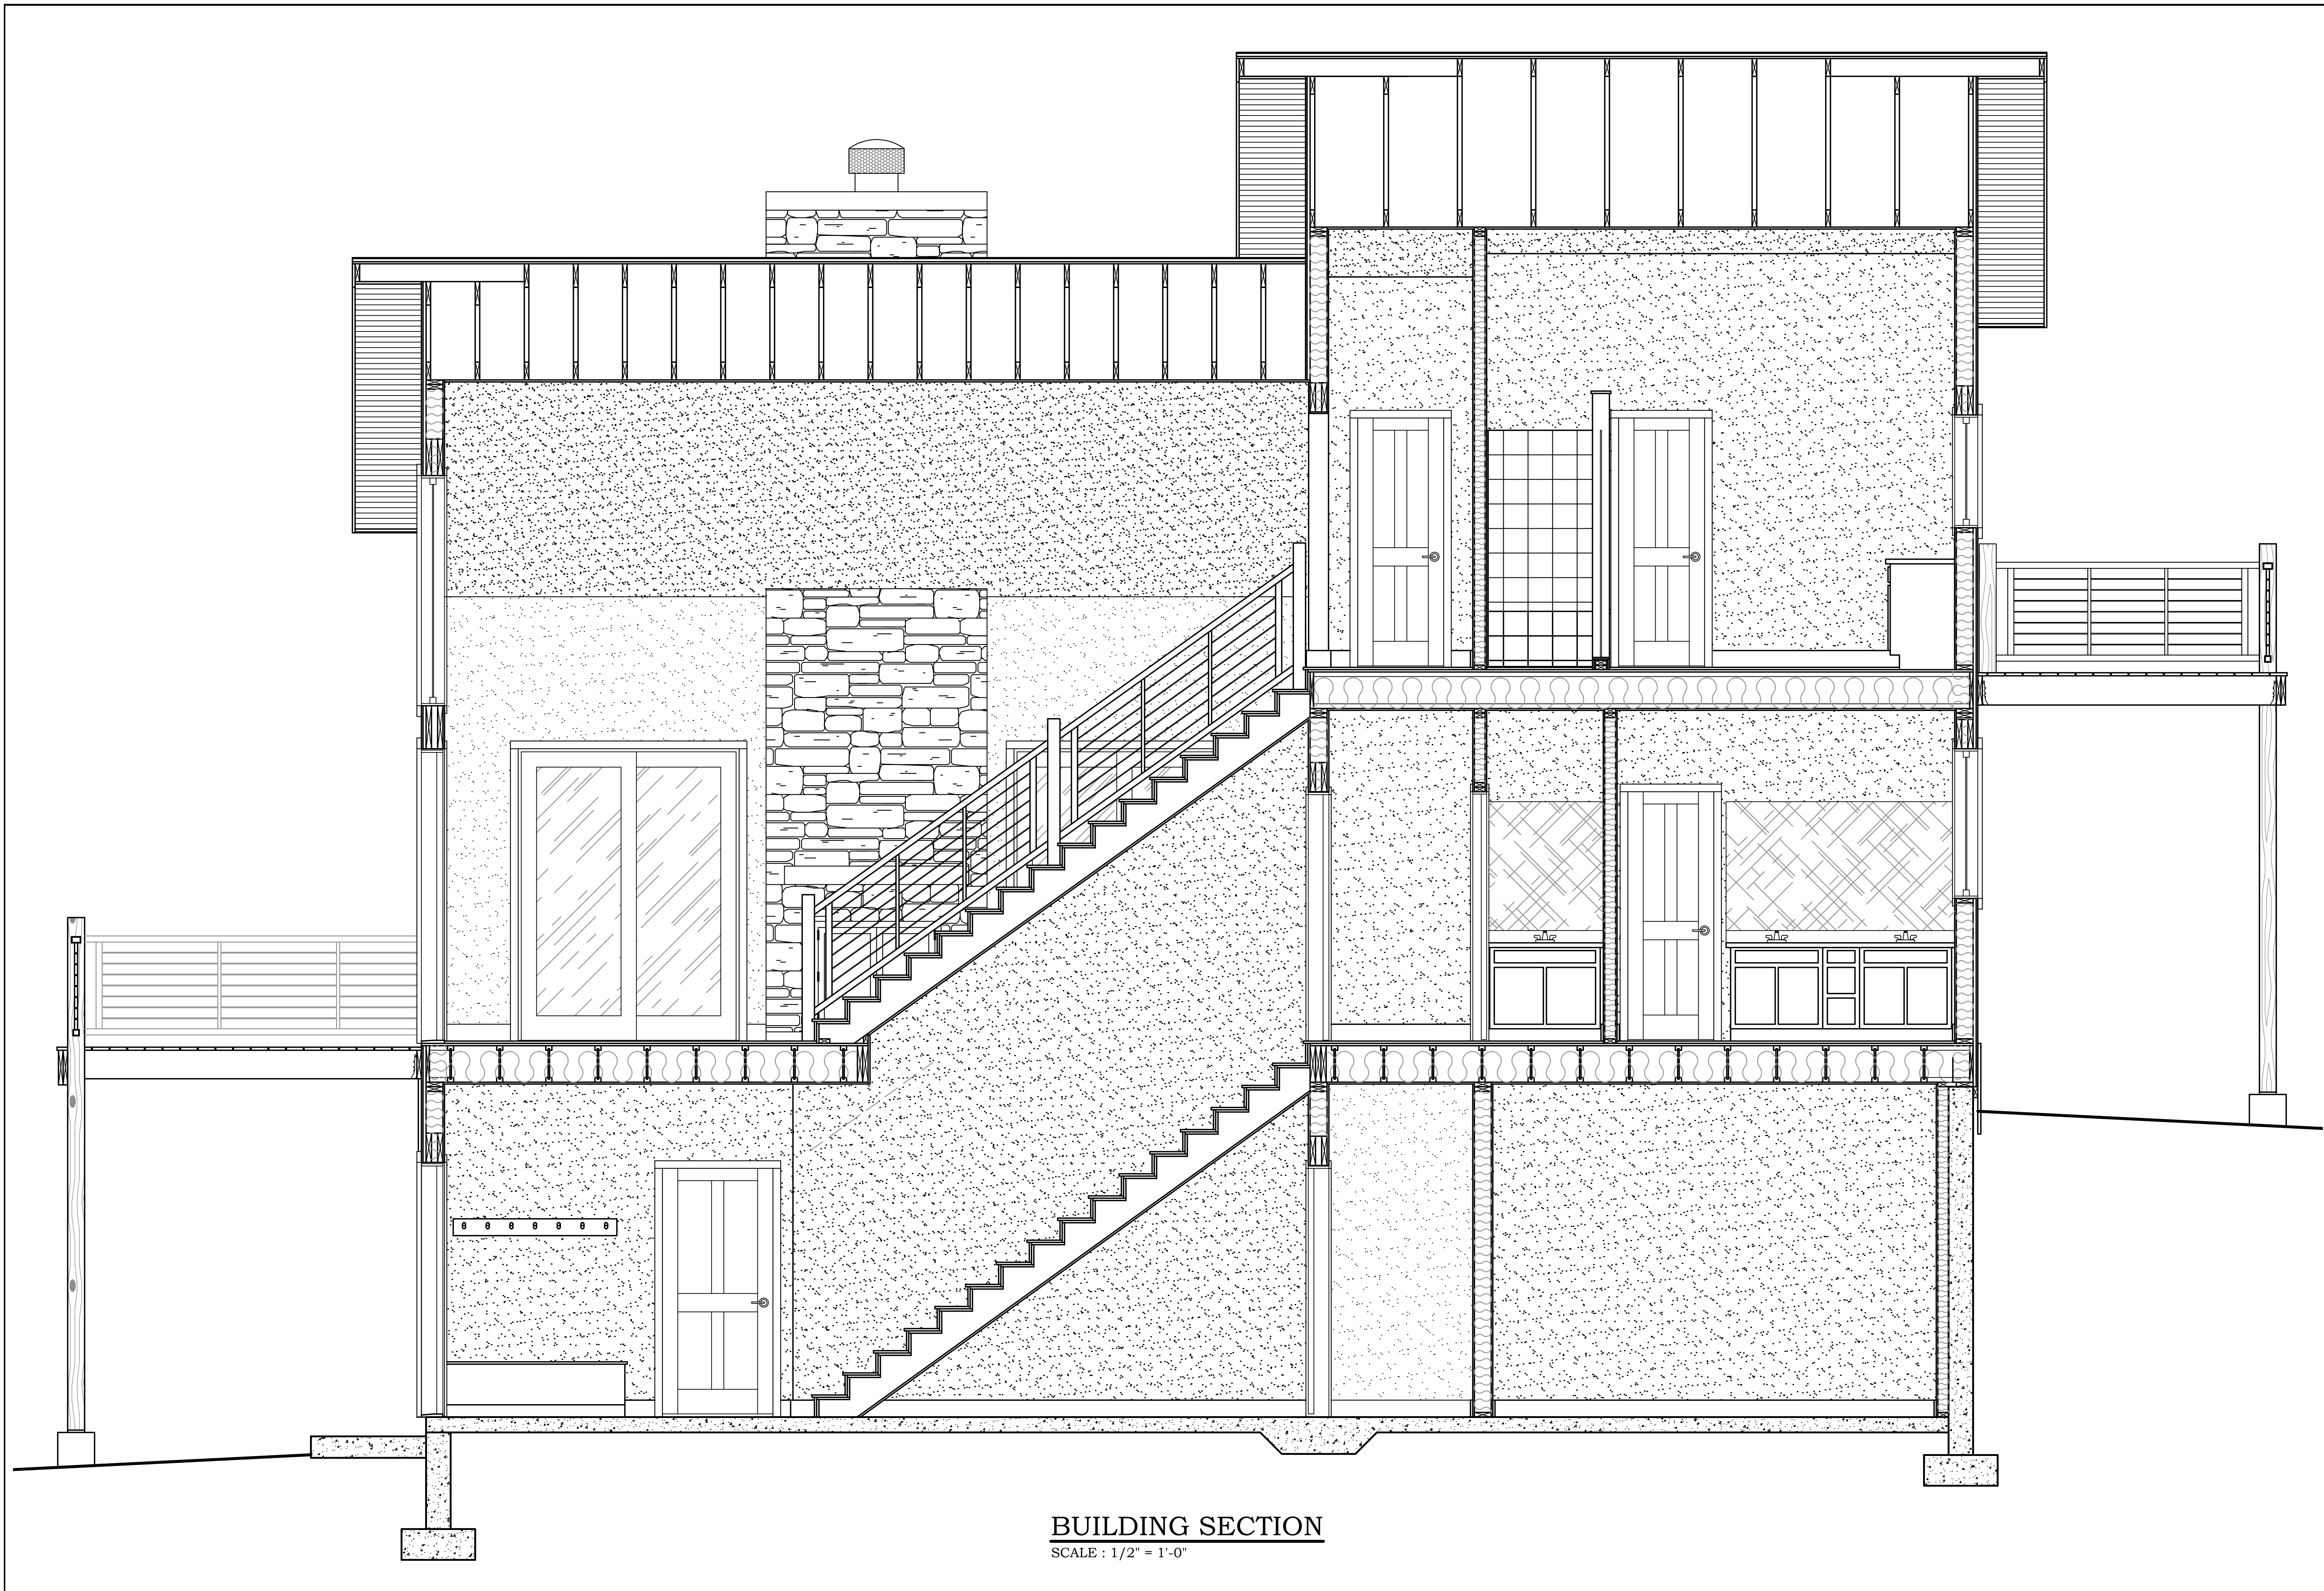 BUILDING SECTION
SCALE : 1/2" = 1'-0"